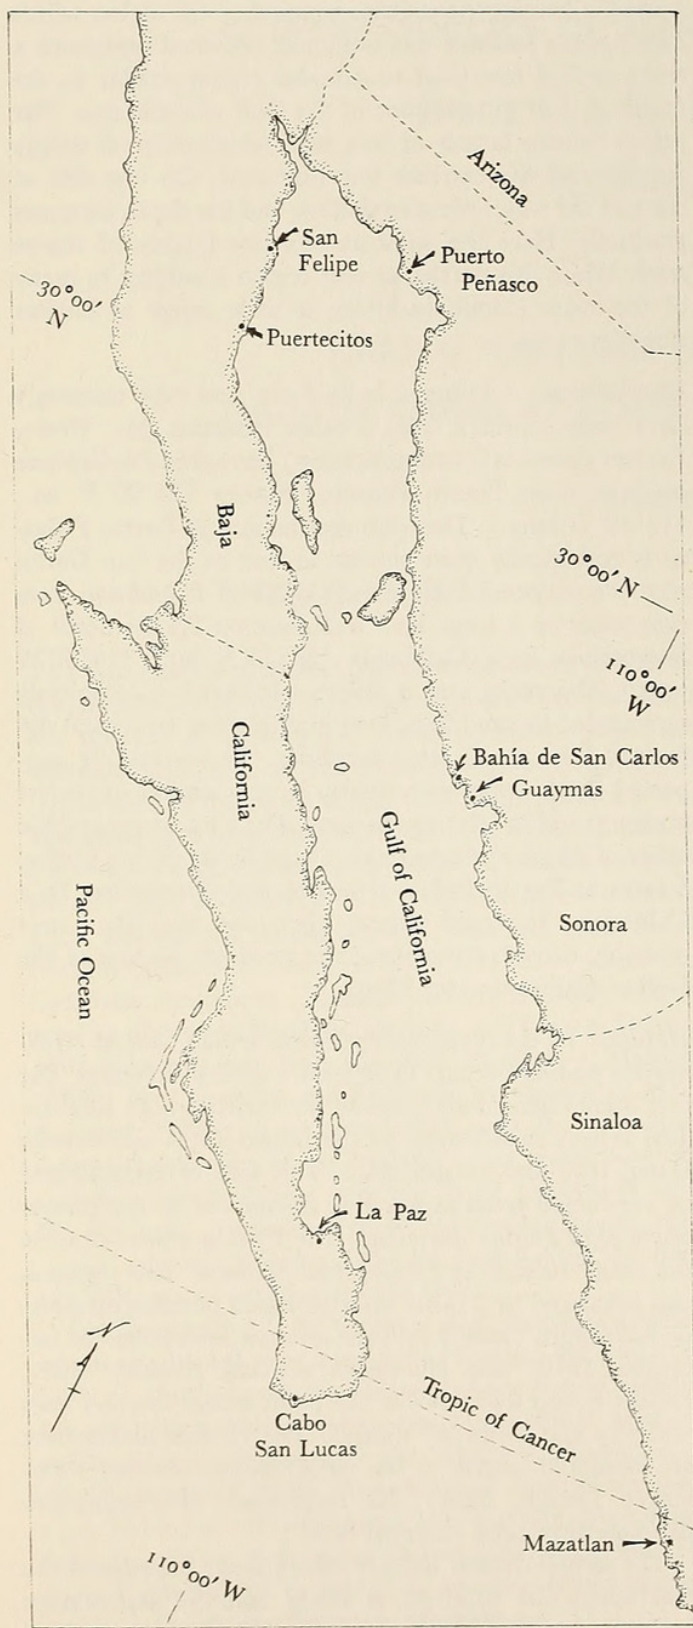 Arizona
San
Felipe
Puerto
Peñasco
30°00'
N
Puertecitos
Baja
30°00' N
110°00'
W
California
Bahía de San Carlos
Guaymas
Gulf of California
Pacific Ocean
Sonora
Sinaloa
La Paz
N
Tropic of Cancer
Cabo
San Lucas
Mazatlan
110°00' W